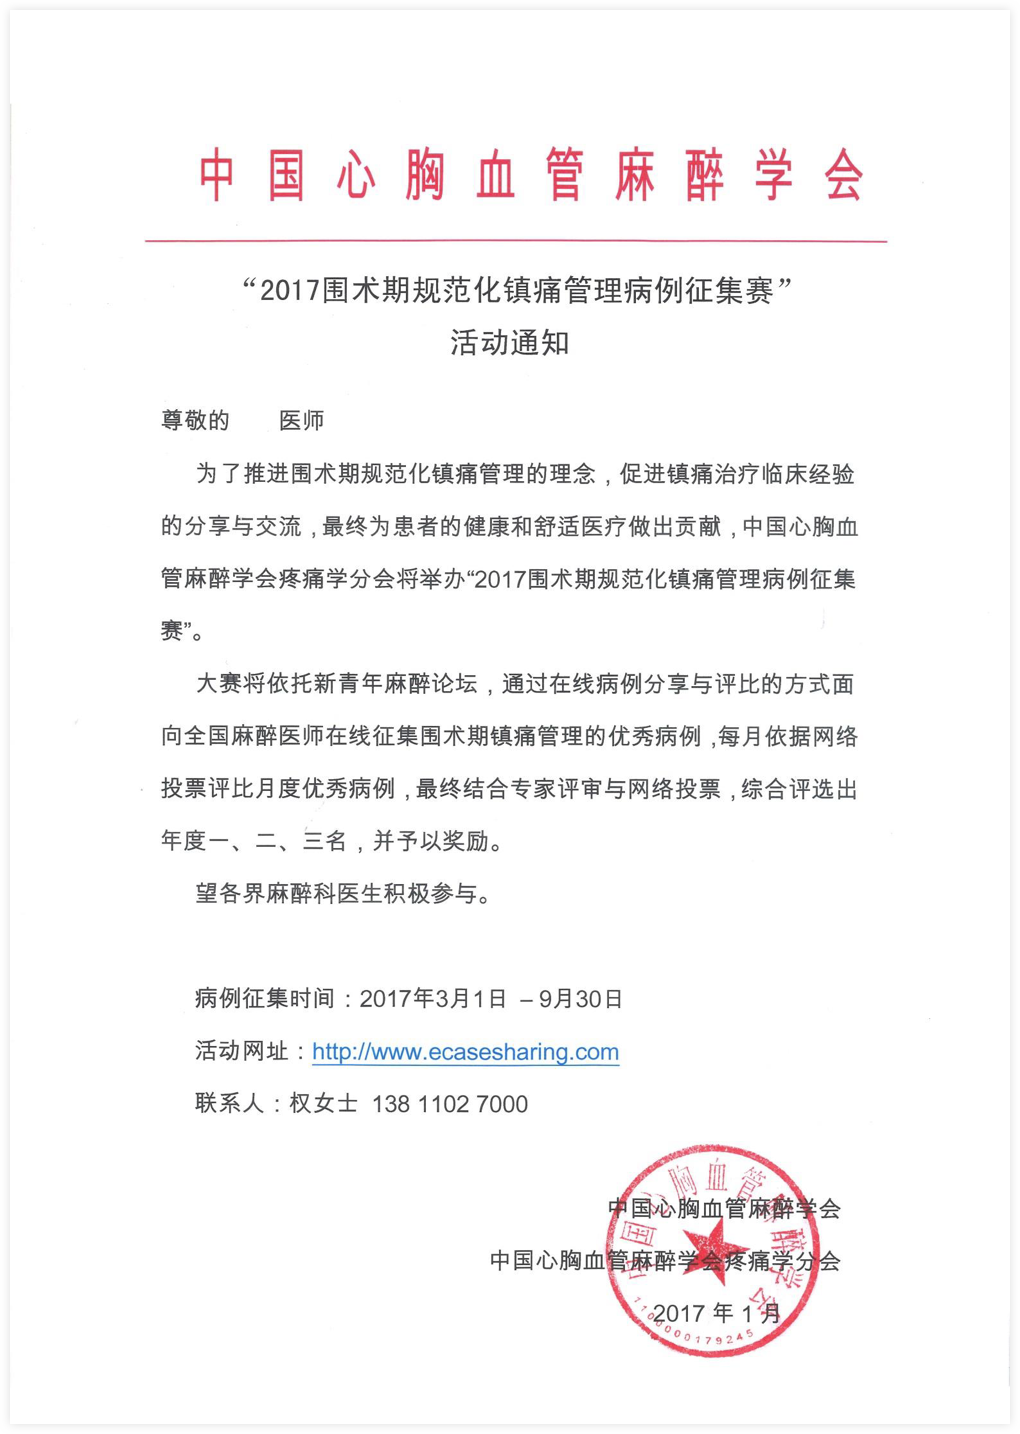 中国心胸血管麻醉学会
“2017围术期规范化镇痛管理病例征集赛”
活动通知
尊敬的 医师
为了推进围术期规范化镇痛管理的理念，促进镇痛治疗临床经验
的分享与交流，最终为患者的健康和舒适医疗做出贡献，中国心胸血
管麻醉学会疼痛学分会将举办“2017围术期规范化镇痛管理病例征集
赛”。
大赛将依托新青年麻醉论坛，通过在线病例分享与评比的方式面
向全国麻醉医师在线征集围术期镇痛管理的优秀病例，每月依据网络
投票评比月度优秀病例，最终结合专家评审与网络投票，综合评选出
年度一、二、三名，并予以奖励。
望各界麻醉科医生积极参与。
病例征集时间：2017年3月1日 – 9月30日
活动网址：http://www.ecasesharing.com
联系人：权女士 138 1102 7000
中国心胸血管麻醉学会
中国心胸血管麻醉学会疼痛学分会
2017 年 1 月
中国心胸血管麻醉学会
1100000179245